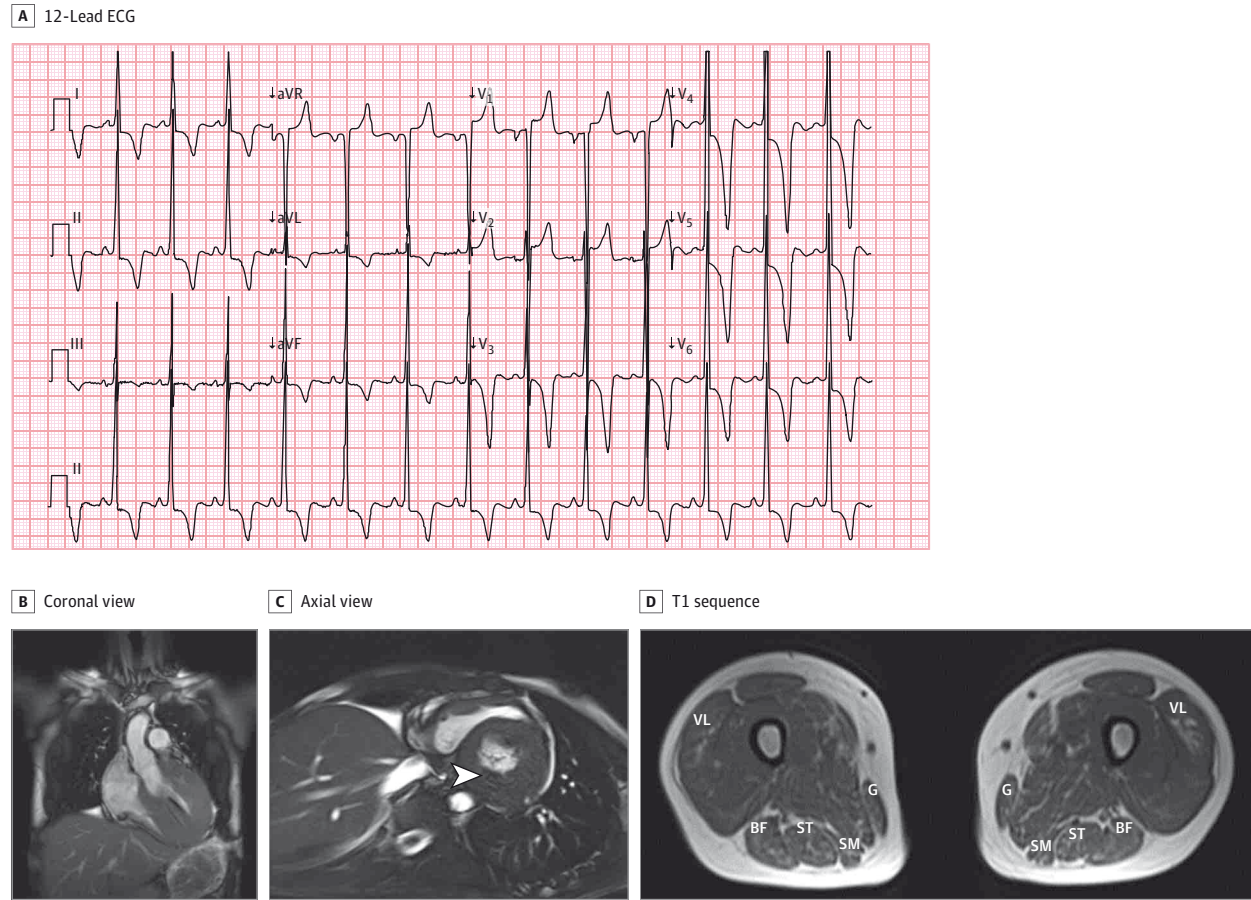 A 12-Lead ECG
I ↓aVR ↓V1 ↓V4
II ↓aVL ↓V2 ↓V5
III ↓aVF ↓V3 ↓V6
II
B Coronal view
C Axial view
D T1 sequence
VL VL
G G
BF ST SM SM ST BF